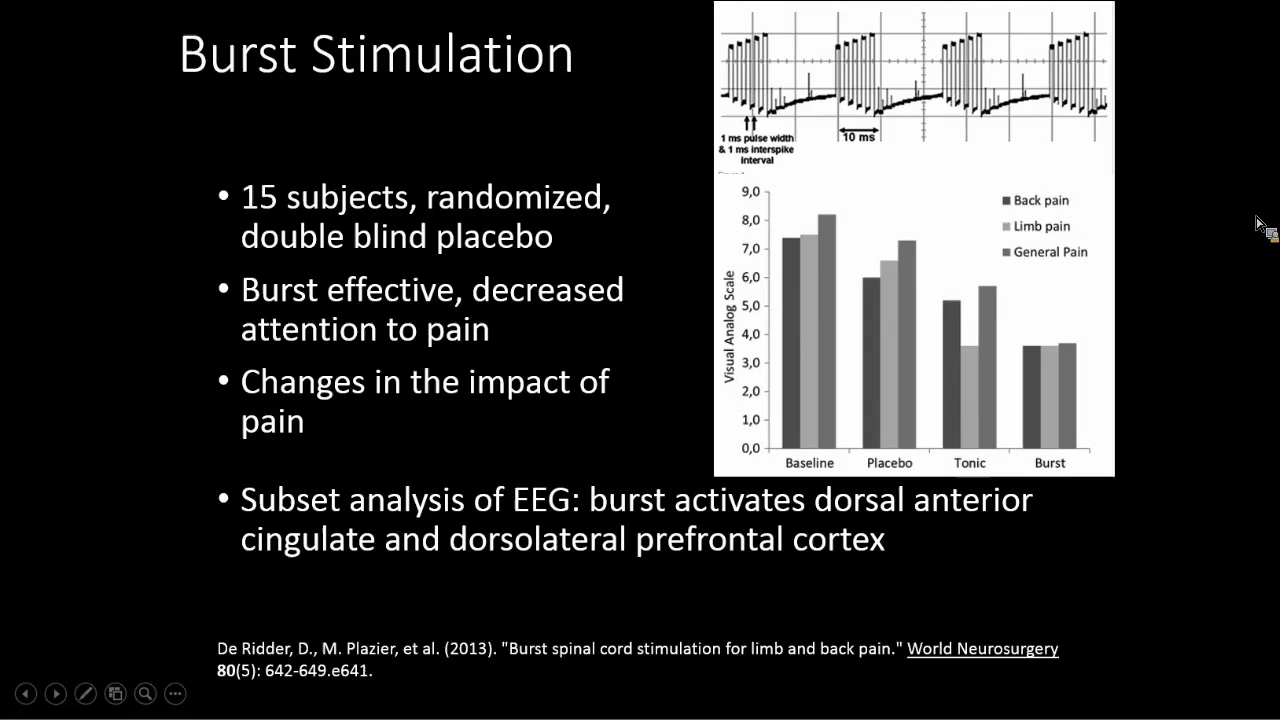 Burst Stimulation
• 15 subjects, randomized,
double blind placebo
• Burst effective, decreased
attention to pain
• Changes in the impact of
pain
• Subset analysis of EEG: burst activates dorsal anterior
cingulate and dorsolateral prefrontal cortex
1 ms pulse width
& 1 ms interspike
interval
10 ms
Visual Analog Scale
9,0
8,0
7,0
6,0
5,0
4,0
3,0
2,0
1,0
0,0
Back pain
Limb pain
General Pain
Baseline
Placebo
Tonic
Burst
De Ridder, D., M. Plazier, et al. (2013). "Burst spinal cord stimulation for limb and back pain." World Neurosurgery
80(5): 642-649.e641.